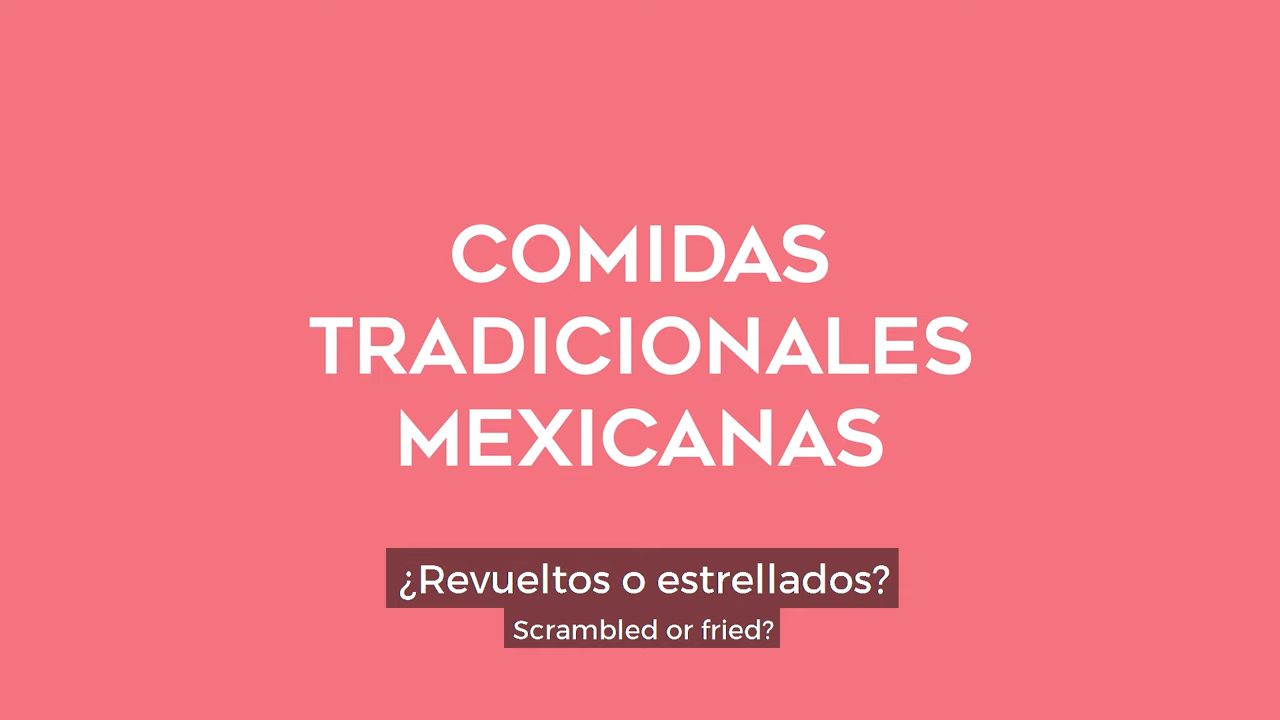 COMIDAS
TRADICIONALES
MEXICANAS
¿Revueltos o estrellados?
Scrambled or fried?